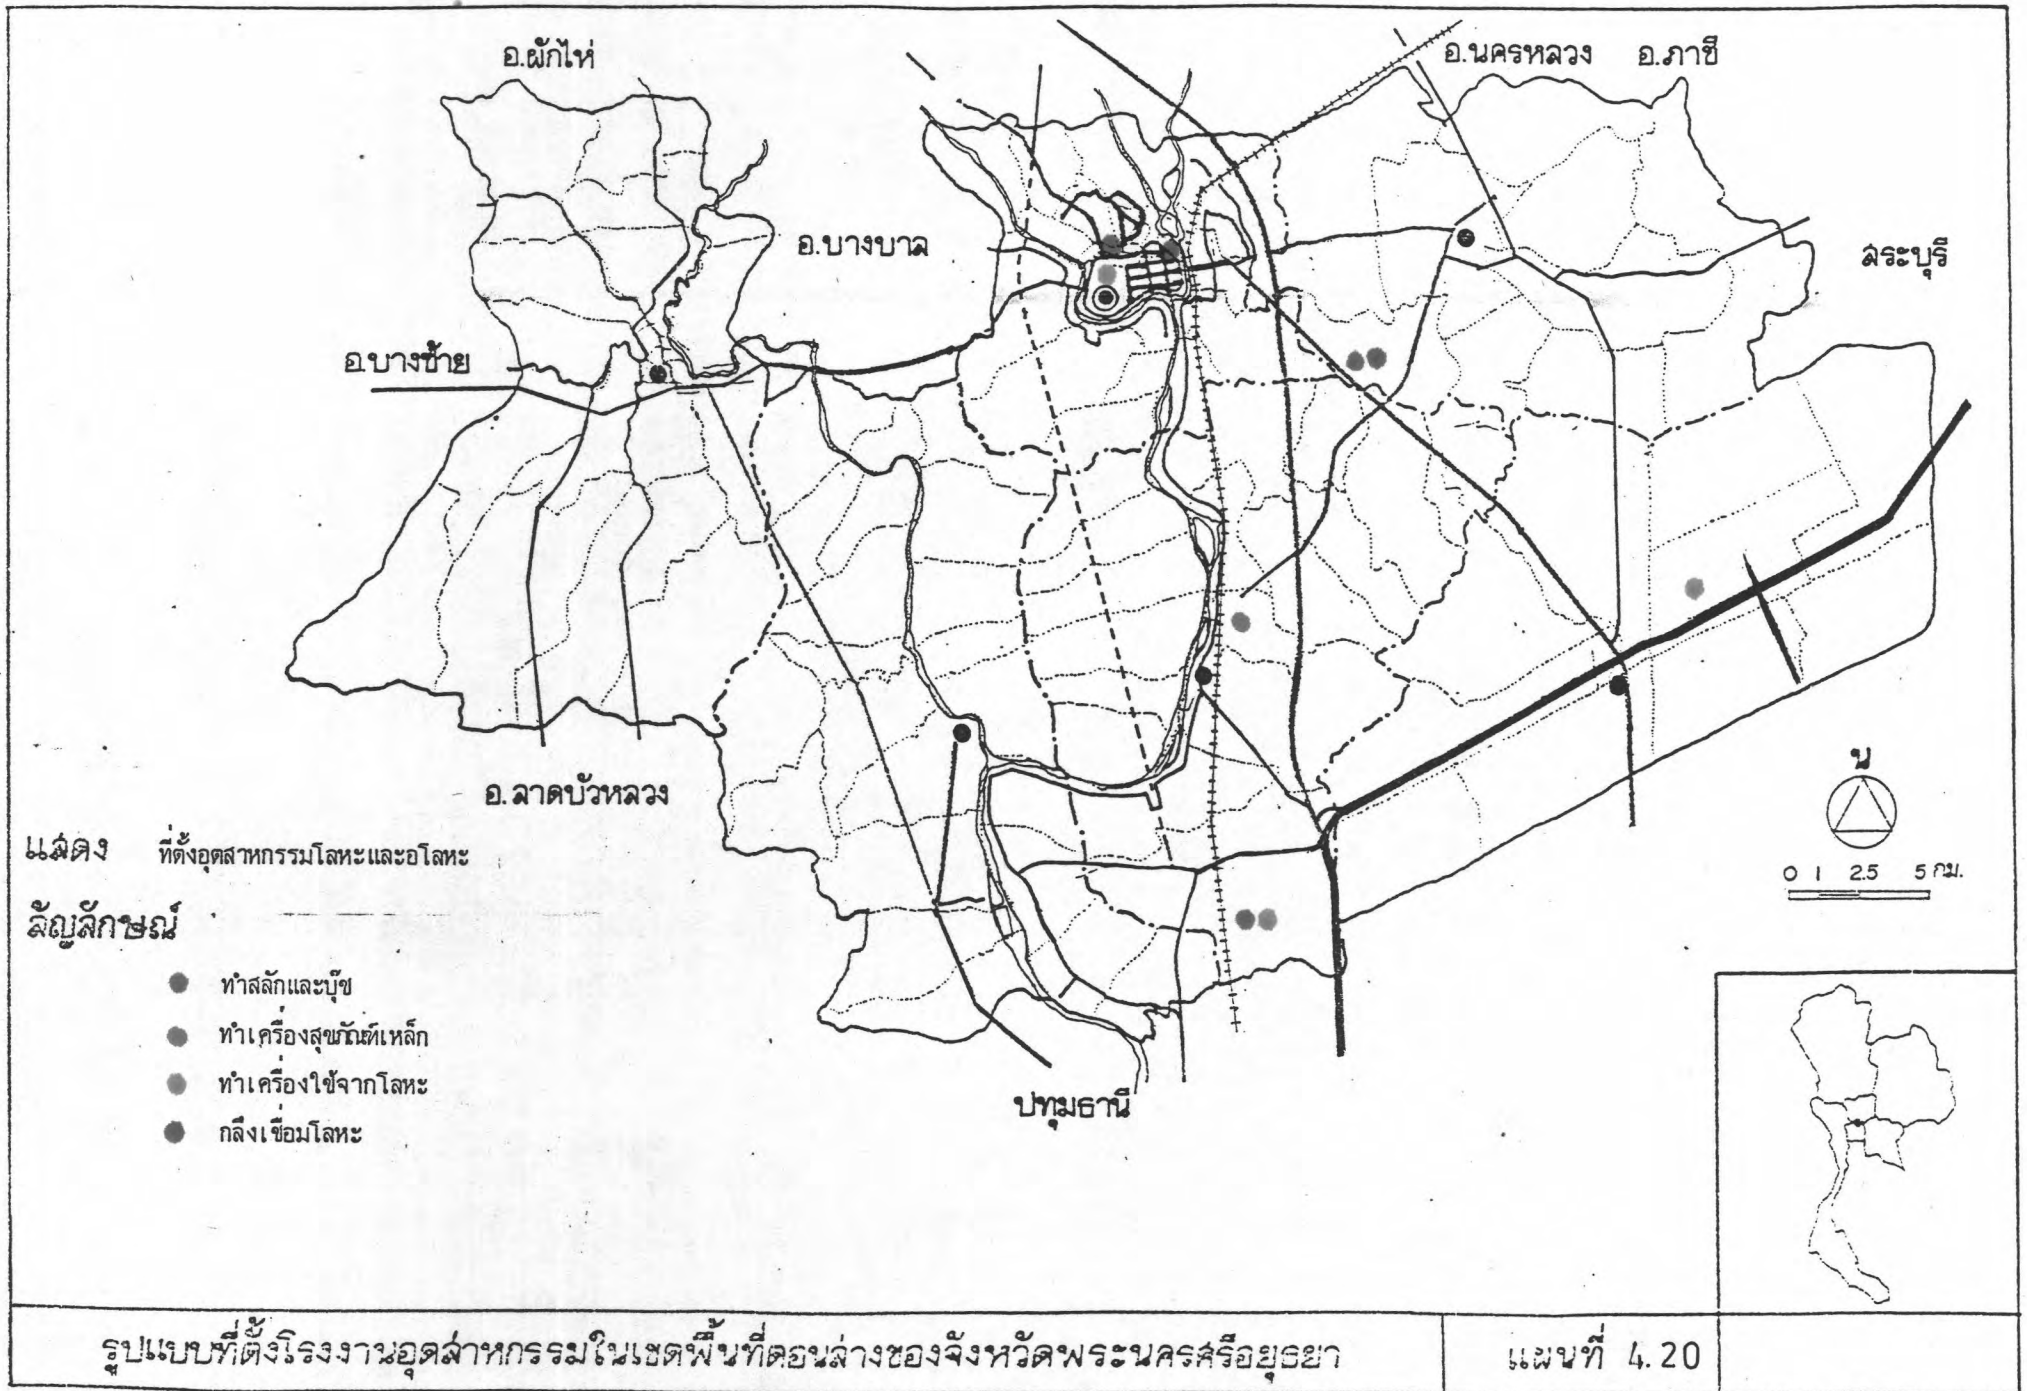 อ.ผักไห่
อ.นครหลวง
อ.ภาชี
อ.บางบาล
สระบุรี
อ.บางซ้าย
อ.ลาดบัวหลวง
น
0 1 2.5 5 กม.
แสดง ที่ตั้งอุตสาหกรรมโลหะและอโลหะ
สัญลักษณ์
ทำสลักและบุ๊ช
ทำเครื่องสุขภัณฑ์เหล็ก
ทำเครื่องใช้จากโลหะ
กลึงเชื่อมโลหะ
ปทุมธานี
รูปแบบที่ตั้งโรงงานอุตสาหกรรมในเขตพื้นที่ตอนล่างของจังหวัดพระนครศรีอยุธยา
แผนที่ 4.20